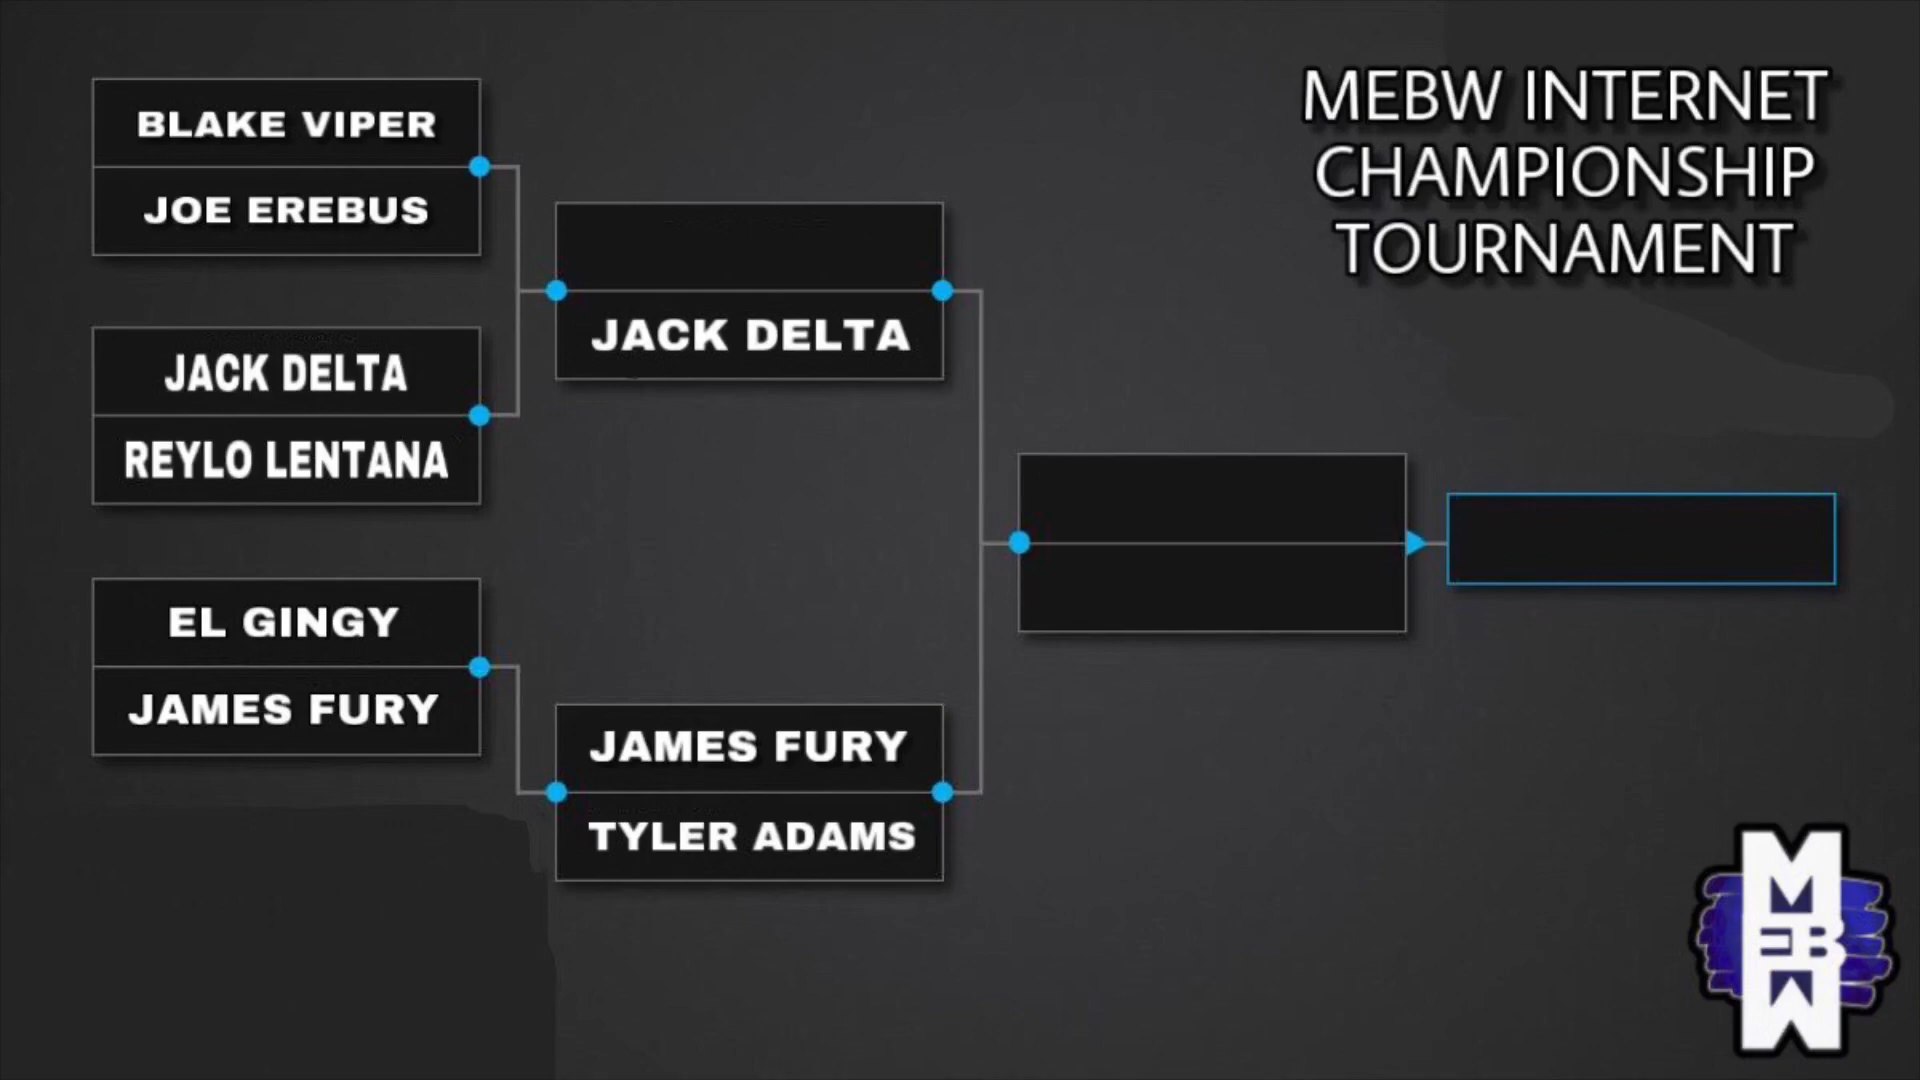 MEBW INTERNET
CHAMPIONSHIP
TOURNAMENT
BLAKE VIPER
JOE EREBUS
JACK DELTA
REYLO LENTANA
EL GINGY
JAMES FURY
JACK DELTA
JAMES FURY
TYLER ADAMS
M
EB
W